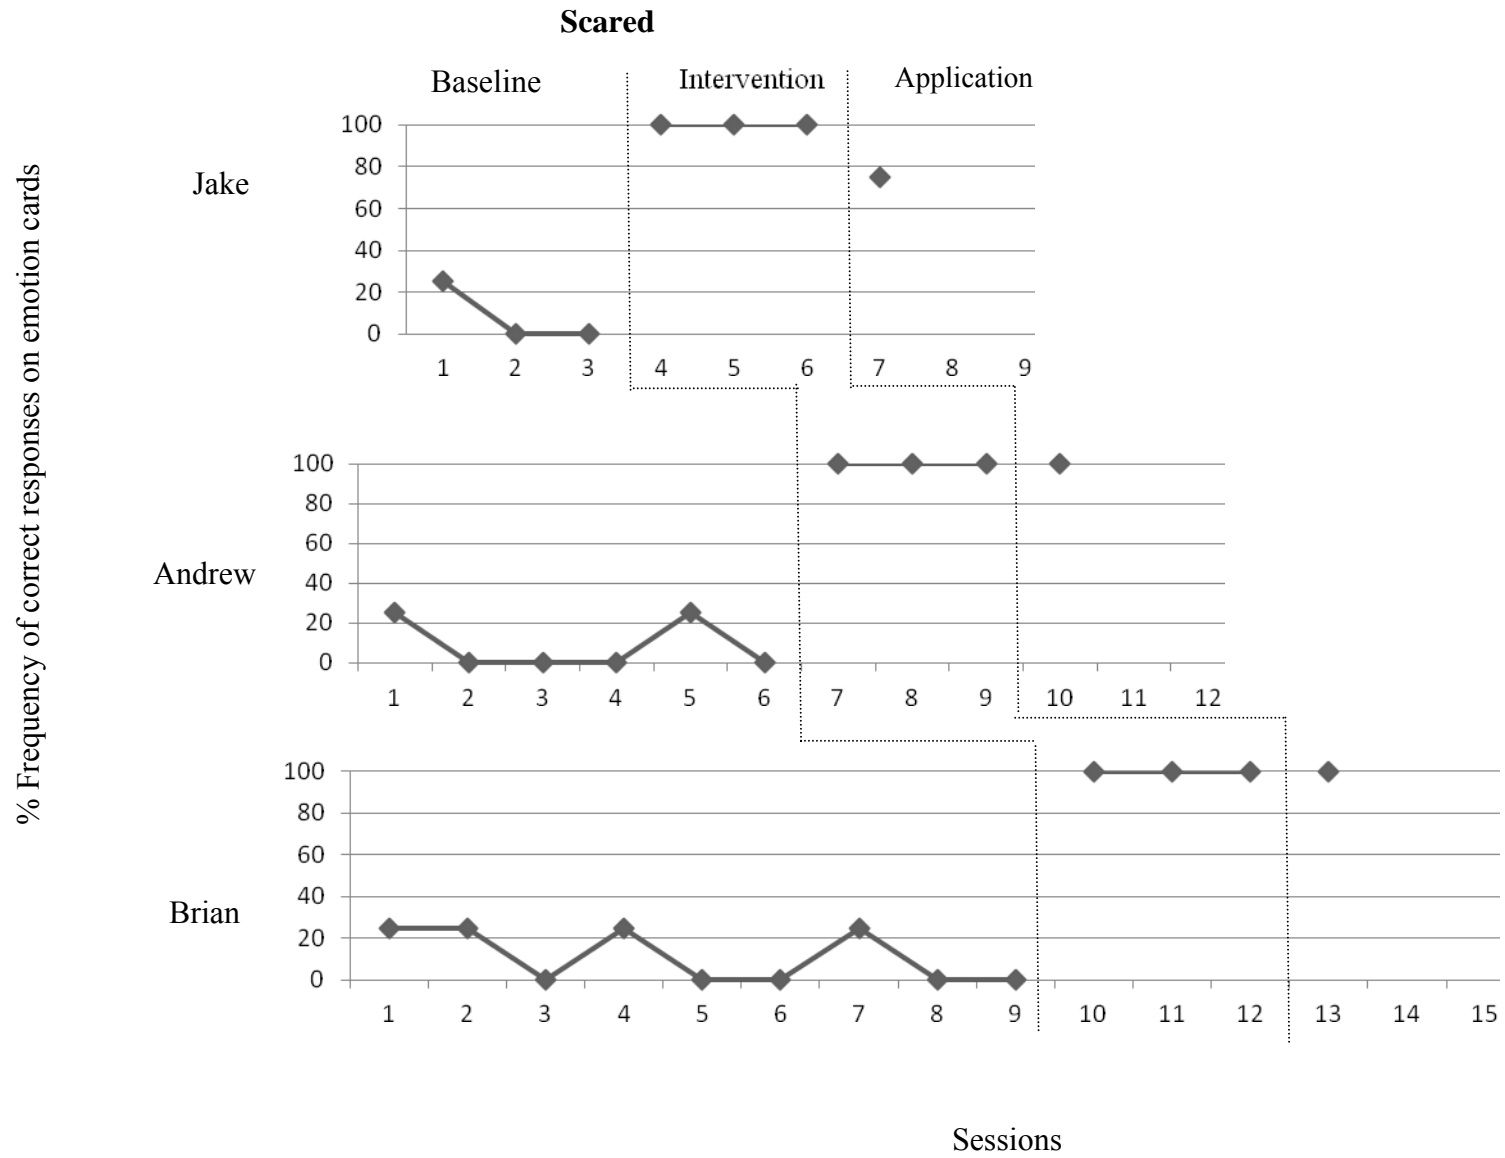 Scared
Baseline Intervention Application
% Frequency of correct responses on emotion cards
Jake
100
80
60
40
20
0
1 2 3 4 5 6 7 8 9
Andrew
100
80
60
40
20
0
1 2 3 4 5 6 7 8 9 10 11 12
Brian
100
80
60
40
20
0
1 2 3 4 5 6 7 8 9 10 11 12 13 14 15
Sessions